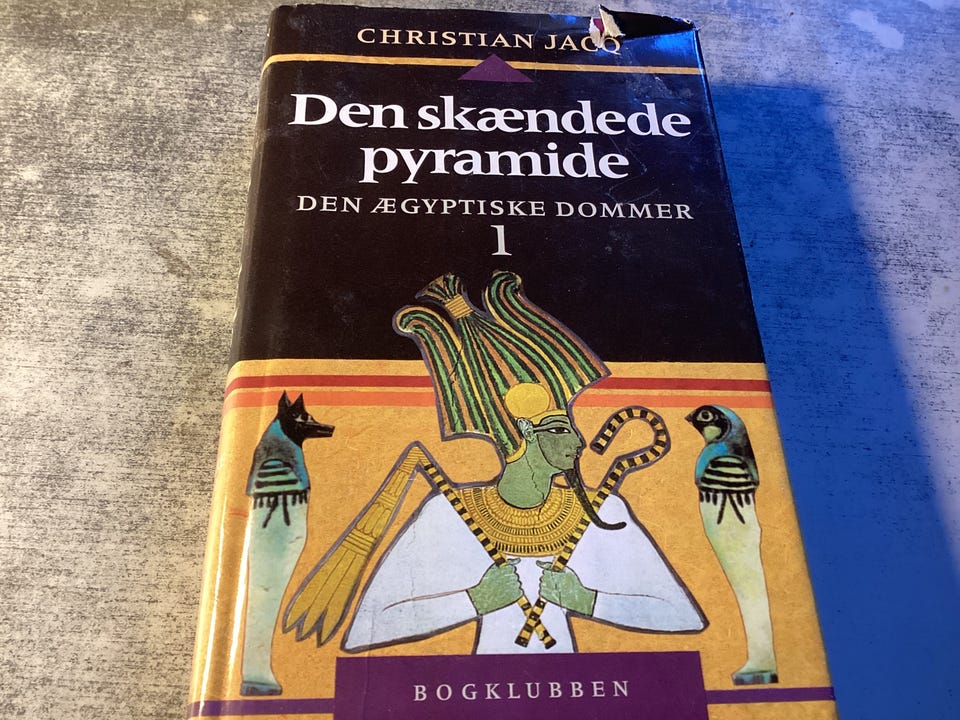 CHRISTIAN JACQ
Den skændede
pyramide
DEN ÆGYPTISKE DOMMER
1
BOGKLUBBEN